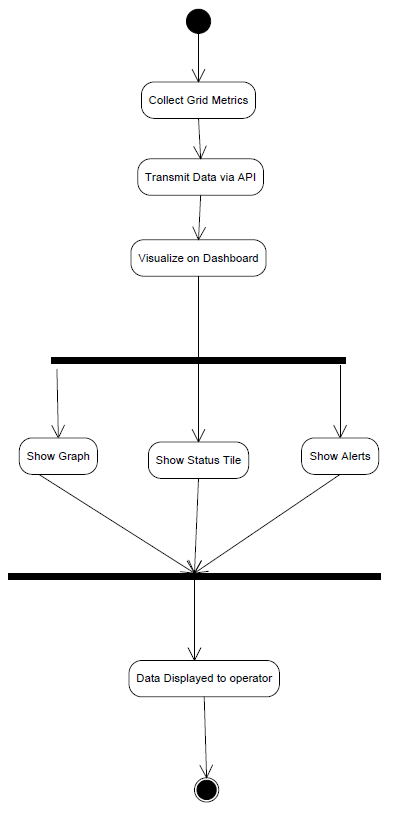 Collect Grid Metrics
Transmit Data via API
Visualize on Dashboard
Show Graph
Show Status Tile
Show Alerts
Data Displayed to operator